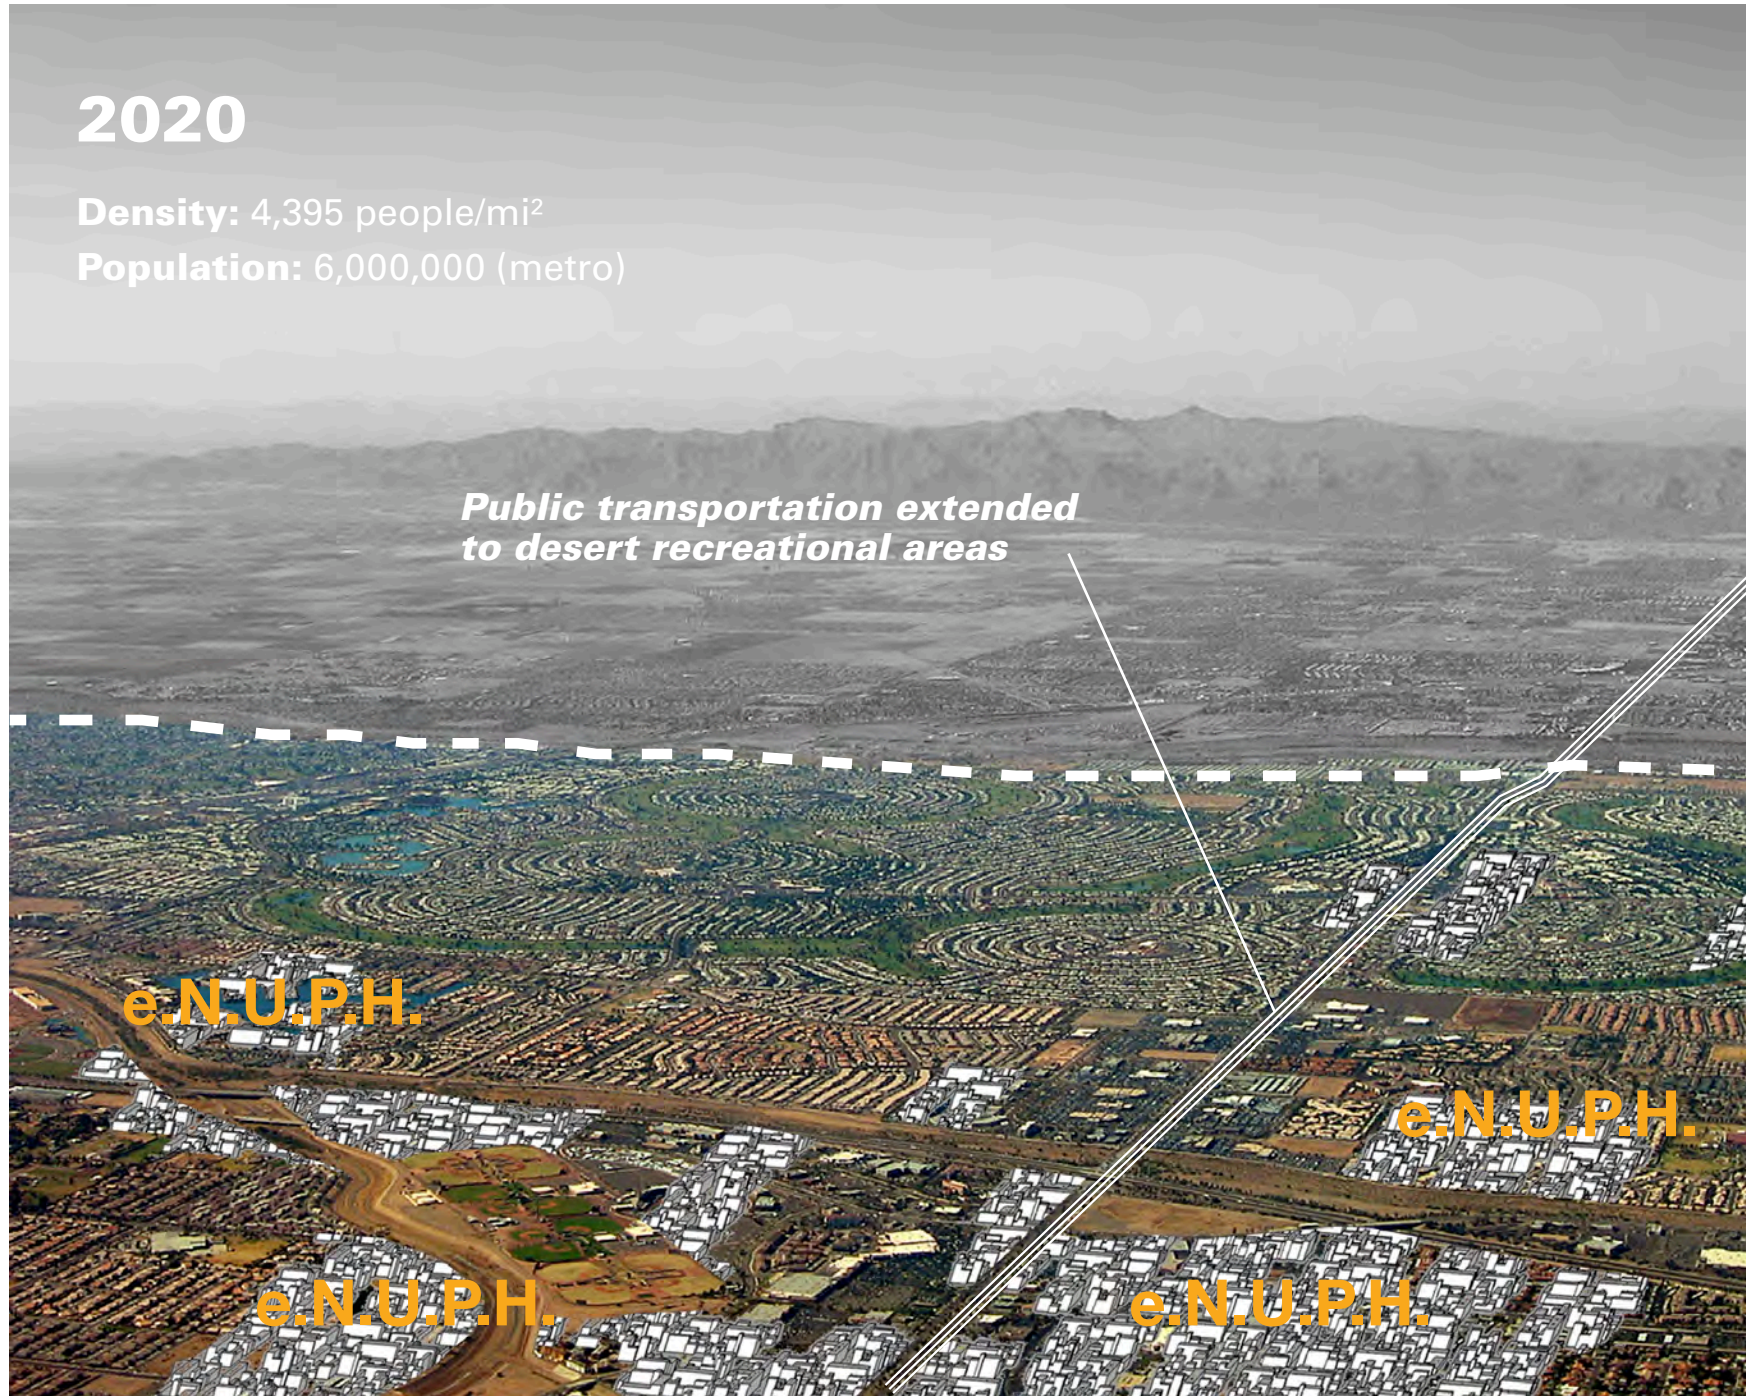 2020
Density: 4,395 people/mi²
Population: 6,000,000 (metro)
Public transportation extended
to desert recreational areas
e.N.U.P.H.
e.N.U.P.H.
e.N.U.P.H.
e.N.U.P.H.